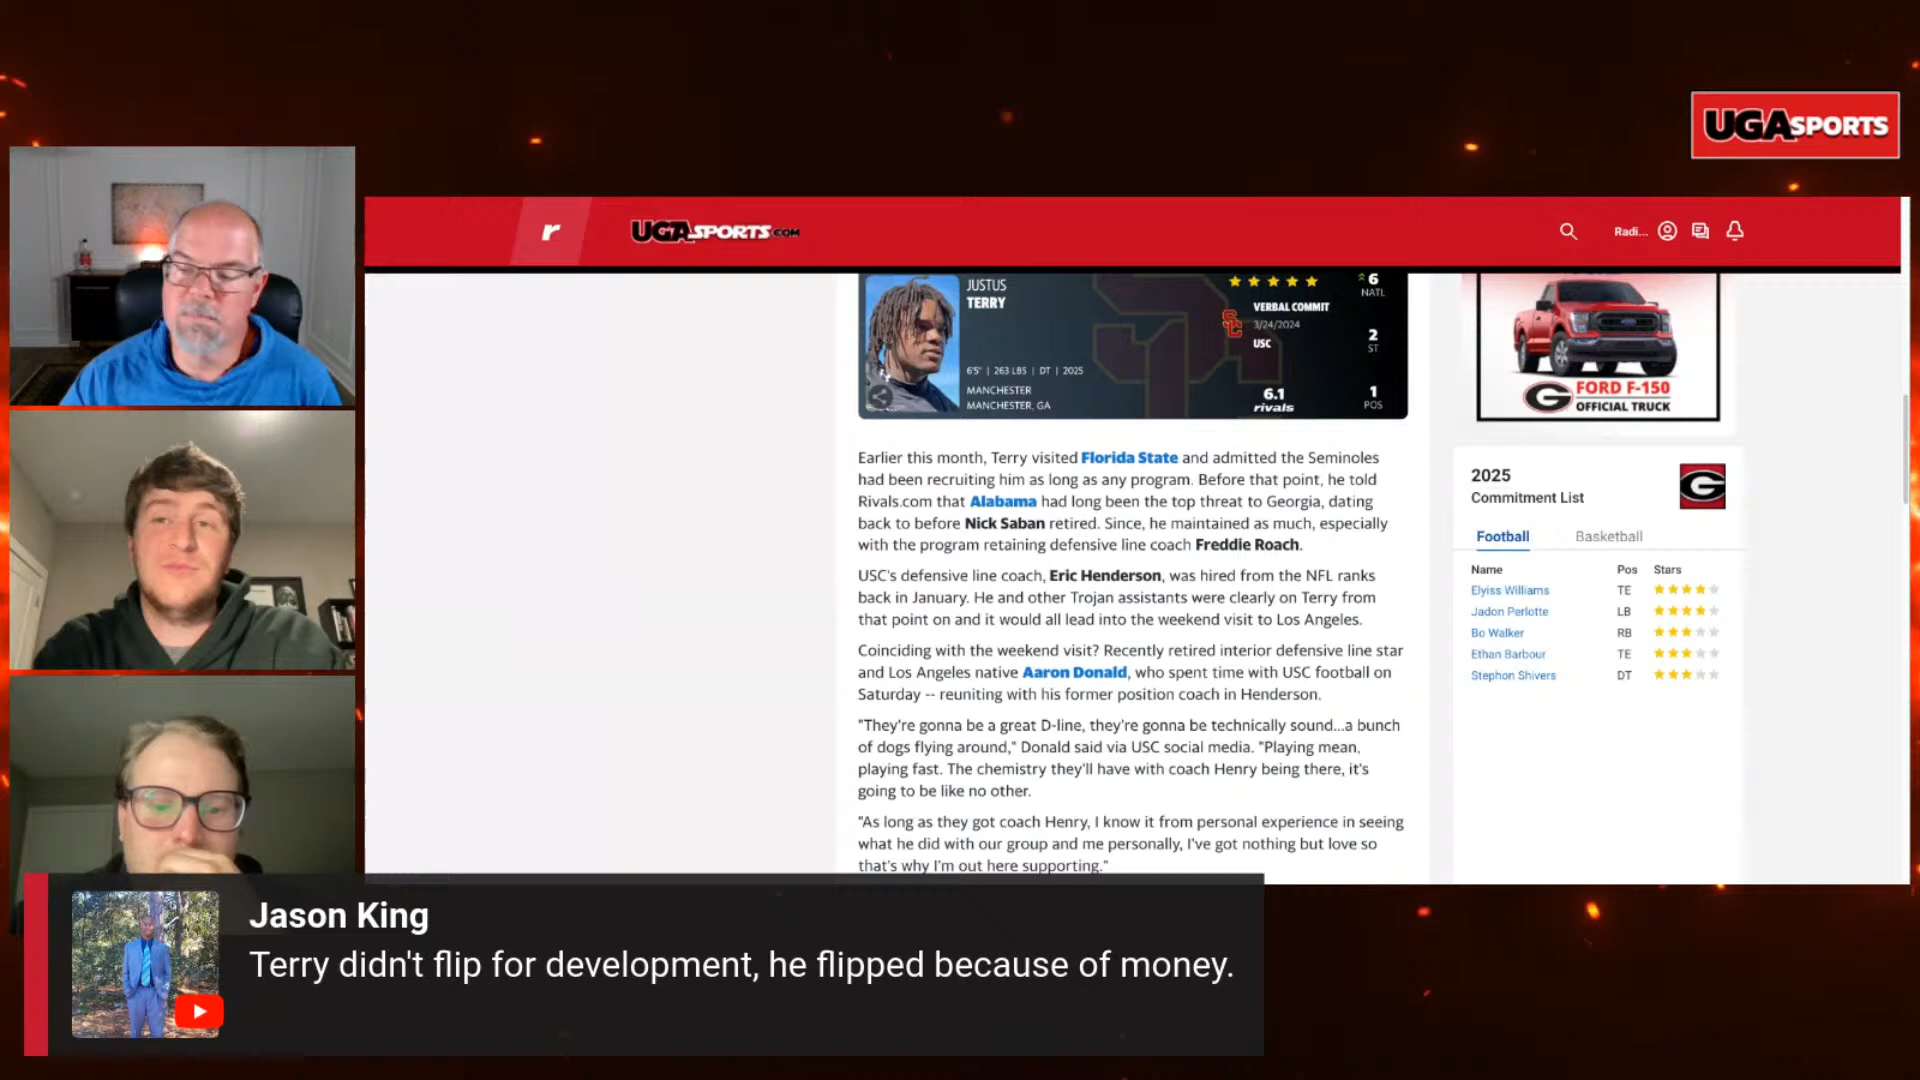 UGASPORTS
r
UGASPORTS.COM
Radi...
JUSTUS
TERRY
6'5" | 263 LBS | DT | 2025
MANCHESTER
MANCHESTER, GA
VERBAL COMMIT
3/24/2024
SC
USC
6.1
rivals
6
NATL
2
ST
1
POS
Earlier this month, Terry visited Florida State and admitted the Seminoles
had been recruiting him as long as any program. Before that point, he told
Rivals.com that Alabama had long been the top threat to Georgia, dating
back to before Nick Saban retired. Since, he maintained as much, especially
with the program retaining defensive line coach Freddie Roach.
USC's defensive line coach, Eric Henderson, was hired from the NFL ranks
back in January. He and other Trojan assistants were clearly on Terry from
that point on and it would all lead into the weekend visit to Los Angeles.
Coinciding with the weekend visit? Recently retired interior defensive line star
and Los Angeles native Aaron Donald, who spent time with USC football on
Saturday -- reuniting with his former position coach in Henderson.
"They're gonna be a great D-line, they're gonna be technically sound...a bunch
of dogs flying around," Donald said via USC social media. "Playing mean,
playing fast. The chemistry they'll have with coach Henry being there, it's
going to be like no other.
"As long as they got coach Henry, I know it from personal experience in seeing
what he did with our group and me personally, I've got nothing but love so
that's why I'm out here supporting."
G FORD F-150
OFFICIAL TRUCK
2025
Commitment List
G
Football Basketball
Name Pos Stars
Elyiss Williams TE
Jadon Perlotte LB
Bo Walker RB
Ethan Barbour TE
Stephon Shivers DT
Jason King
Terry didn't flip for development, he flipped because of money.